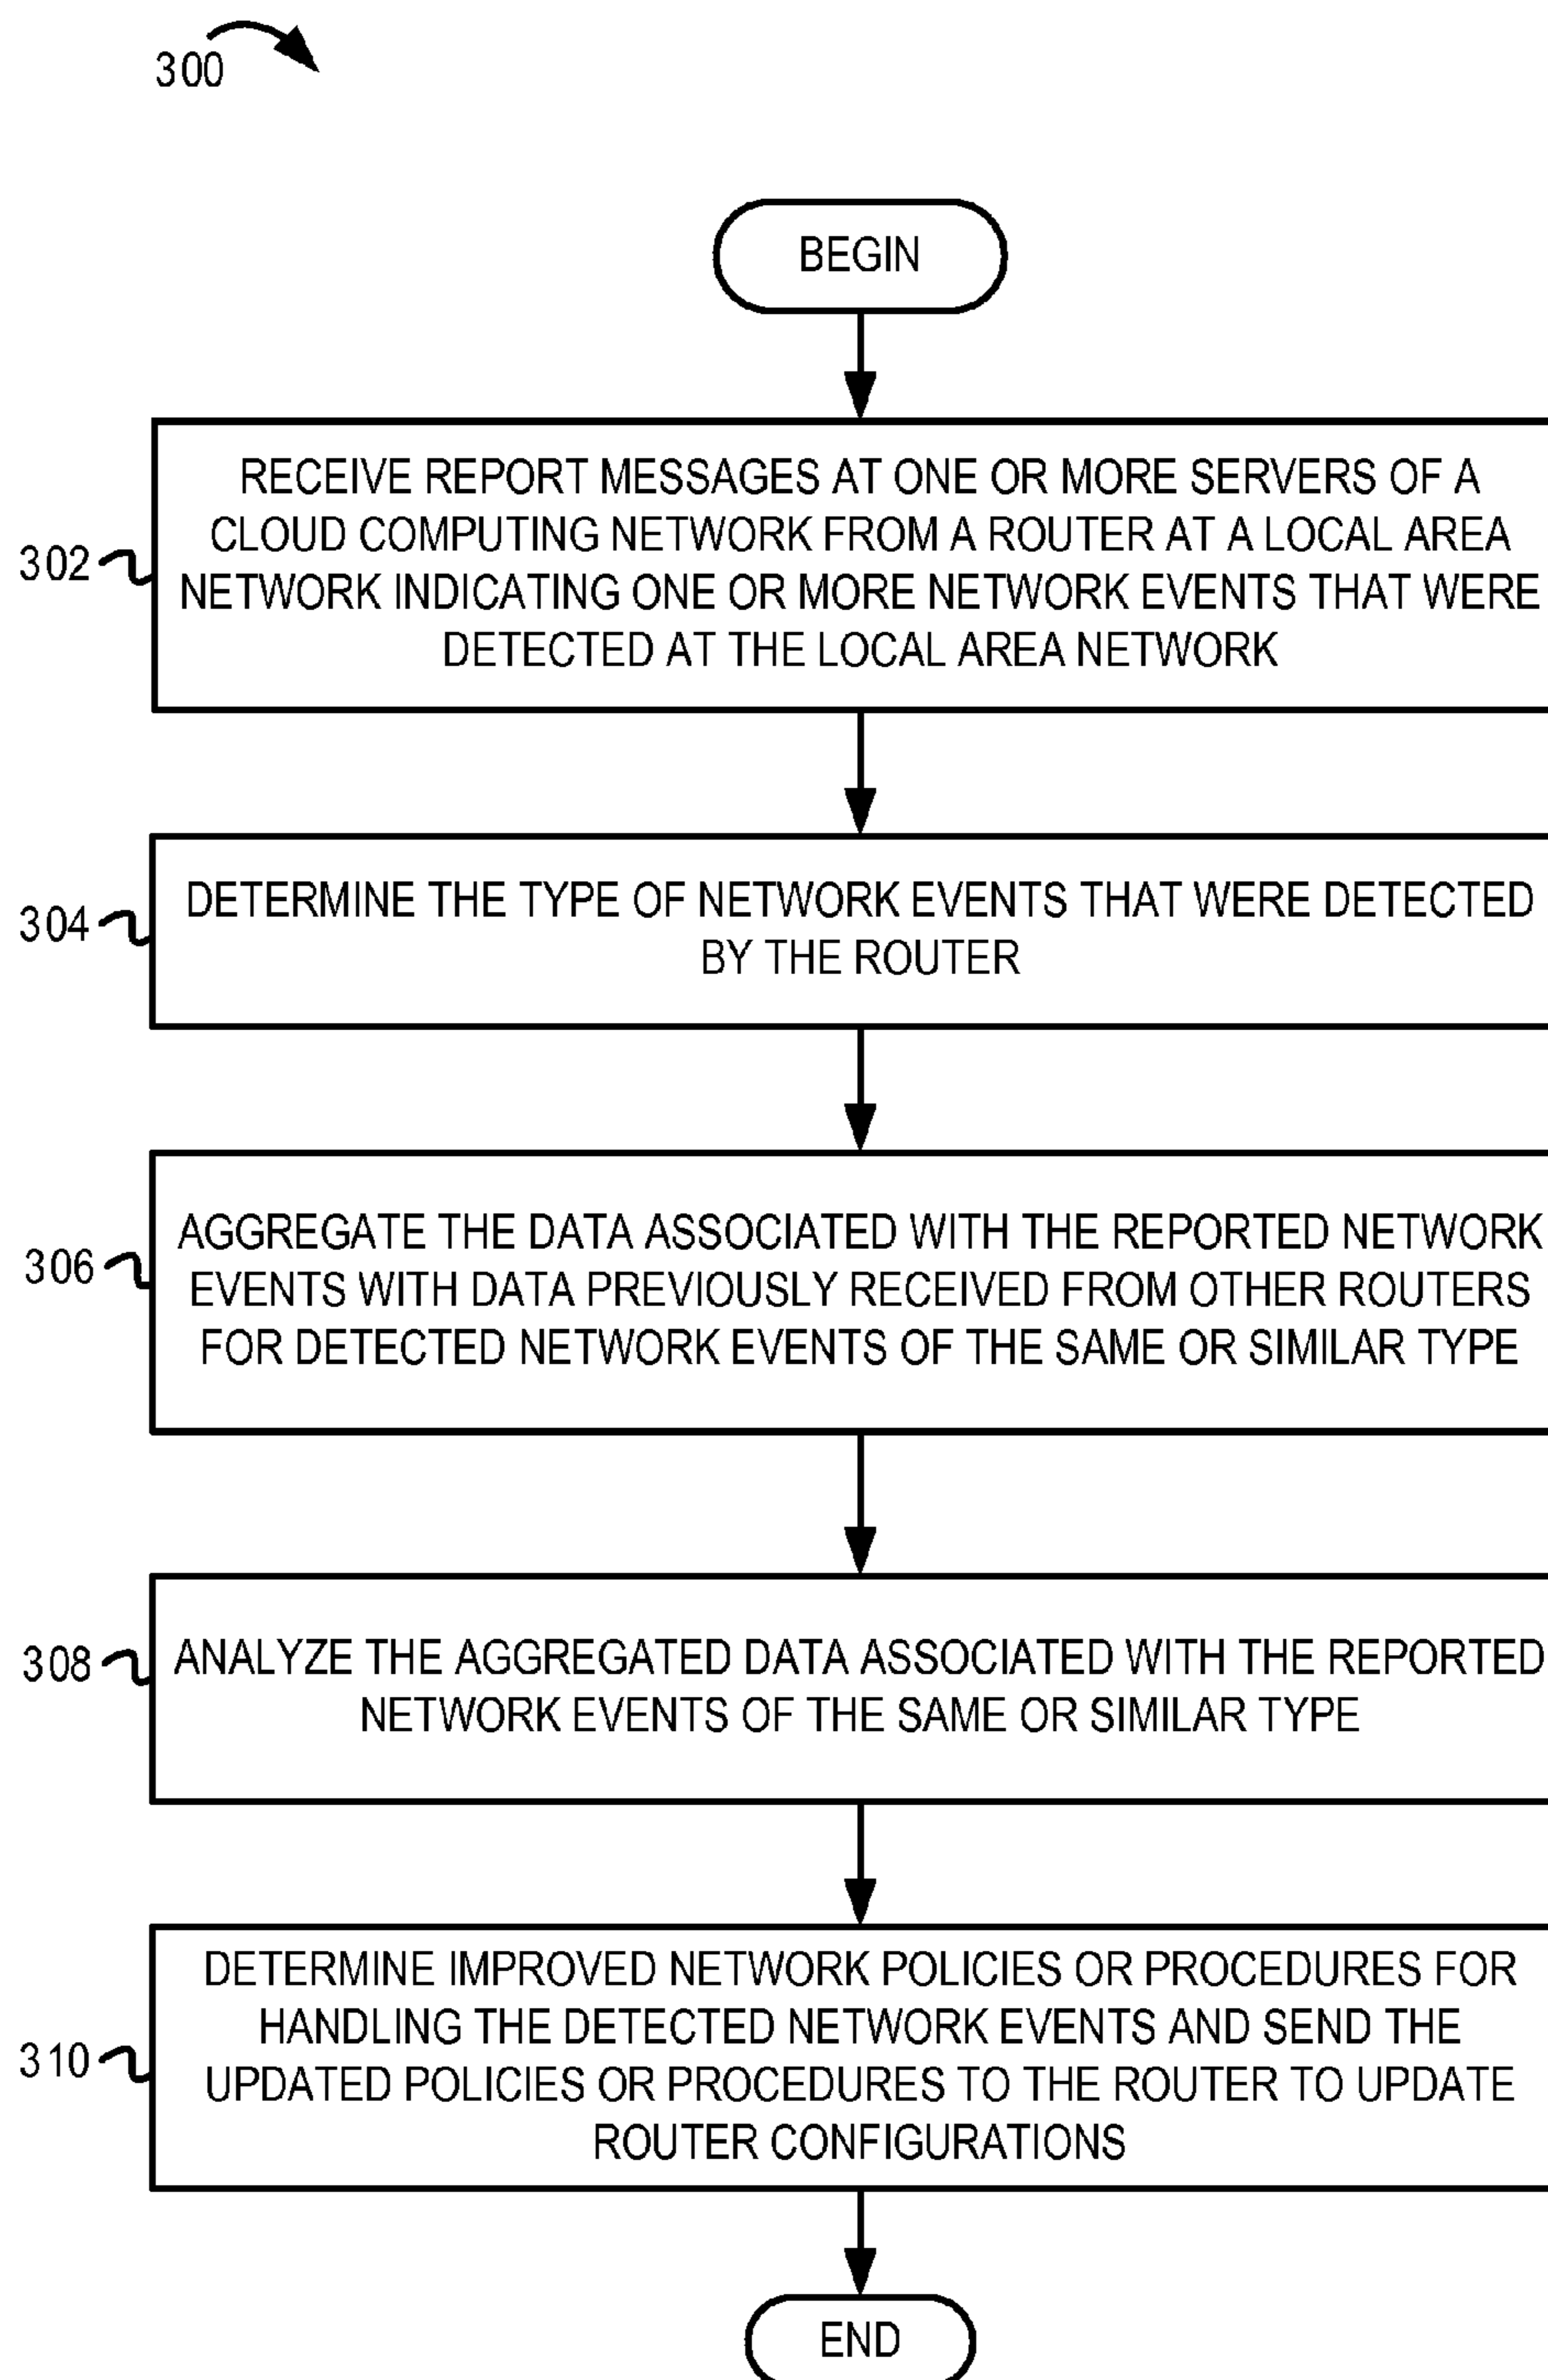 300
BEGIN
RECEIVE REPORT MESSAGES AT ONE OR MORE SERVERS OF A
CLOUD COMPUTING NETWORK FROM A ROUTER AT A LOCAL AREA
NETWORK INDICATING ONE OR MORE NETWORK EVENTS THAT WERE
DETECTED AT THE LOCAL AREA NETWORK
302
DETERMINE THE TYPE OF NETWORK EVENTS THAT WERE DETECTED
BY THE ROUTER
304
AGGREGATE THE DATA ASSOCIATED WITH THE REPORTED NETWORK
EVENTS WITH DATA PREVIOUSLY RECEIVED FROM OTHER ROUTERS
FOR DETECTED NETWORK EVENTS OF THE SAME OR SIMILAR TYPE
306
ANALYZE THE AGGREGATED DATA ASSOCIATED WITH THE REPORTED
NETWORK EVENTS OF THE SAME OR SIMILAR TYPE
308
DETERMINE IMPROVED NETWORK POLICIES OR PROCEDURES FOR
HANDLING THE DETECTED NETWORK EVENTS AND SEND THE
UPDATED POLICIES OR PROCEDURES TO THE ROUTER TO UPDATE
ROUTER CONFIGURATIONS
310
END